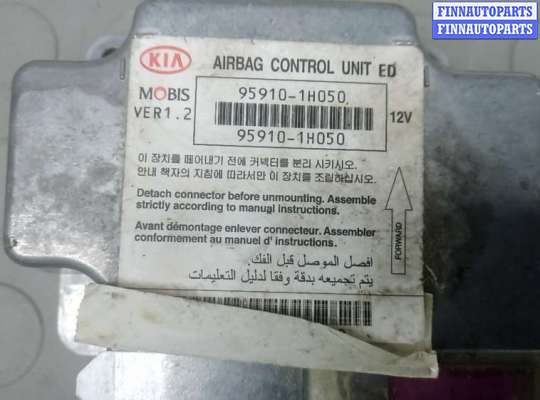 FINNAUTOPARTS
FINNAUTOPARTS
KIA
AIRBAG CONTROL UNIT ED
MOBIS
VER1.2
95910-1H050
12V
95910-1H050
이 장치를 떼어내기 전에 커넥터를 분리 시키시오.
안내 책자의 지침에 따라서만 이 장치를 조립하십시오.
Detach connector before unmounting. Assemble
strictly according to manual instructions.
Avant démontage enlever connecteur. Assembler
conformement au manuel d' instructions.
FORWARD
افصل الموصل قبل الفك.
يتم تجميعه بدقة وفقا لدليل التعليمات